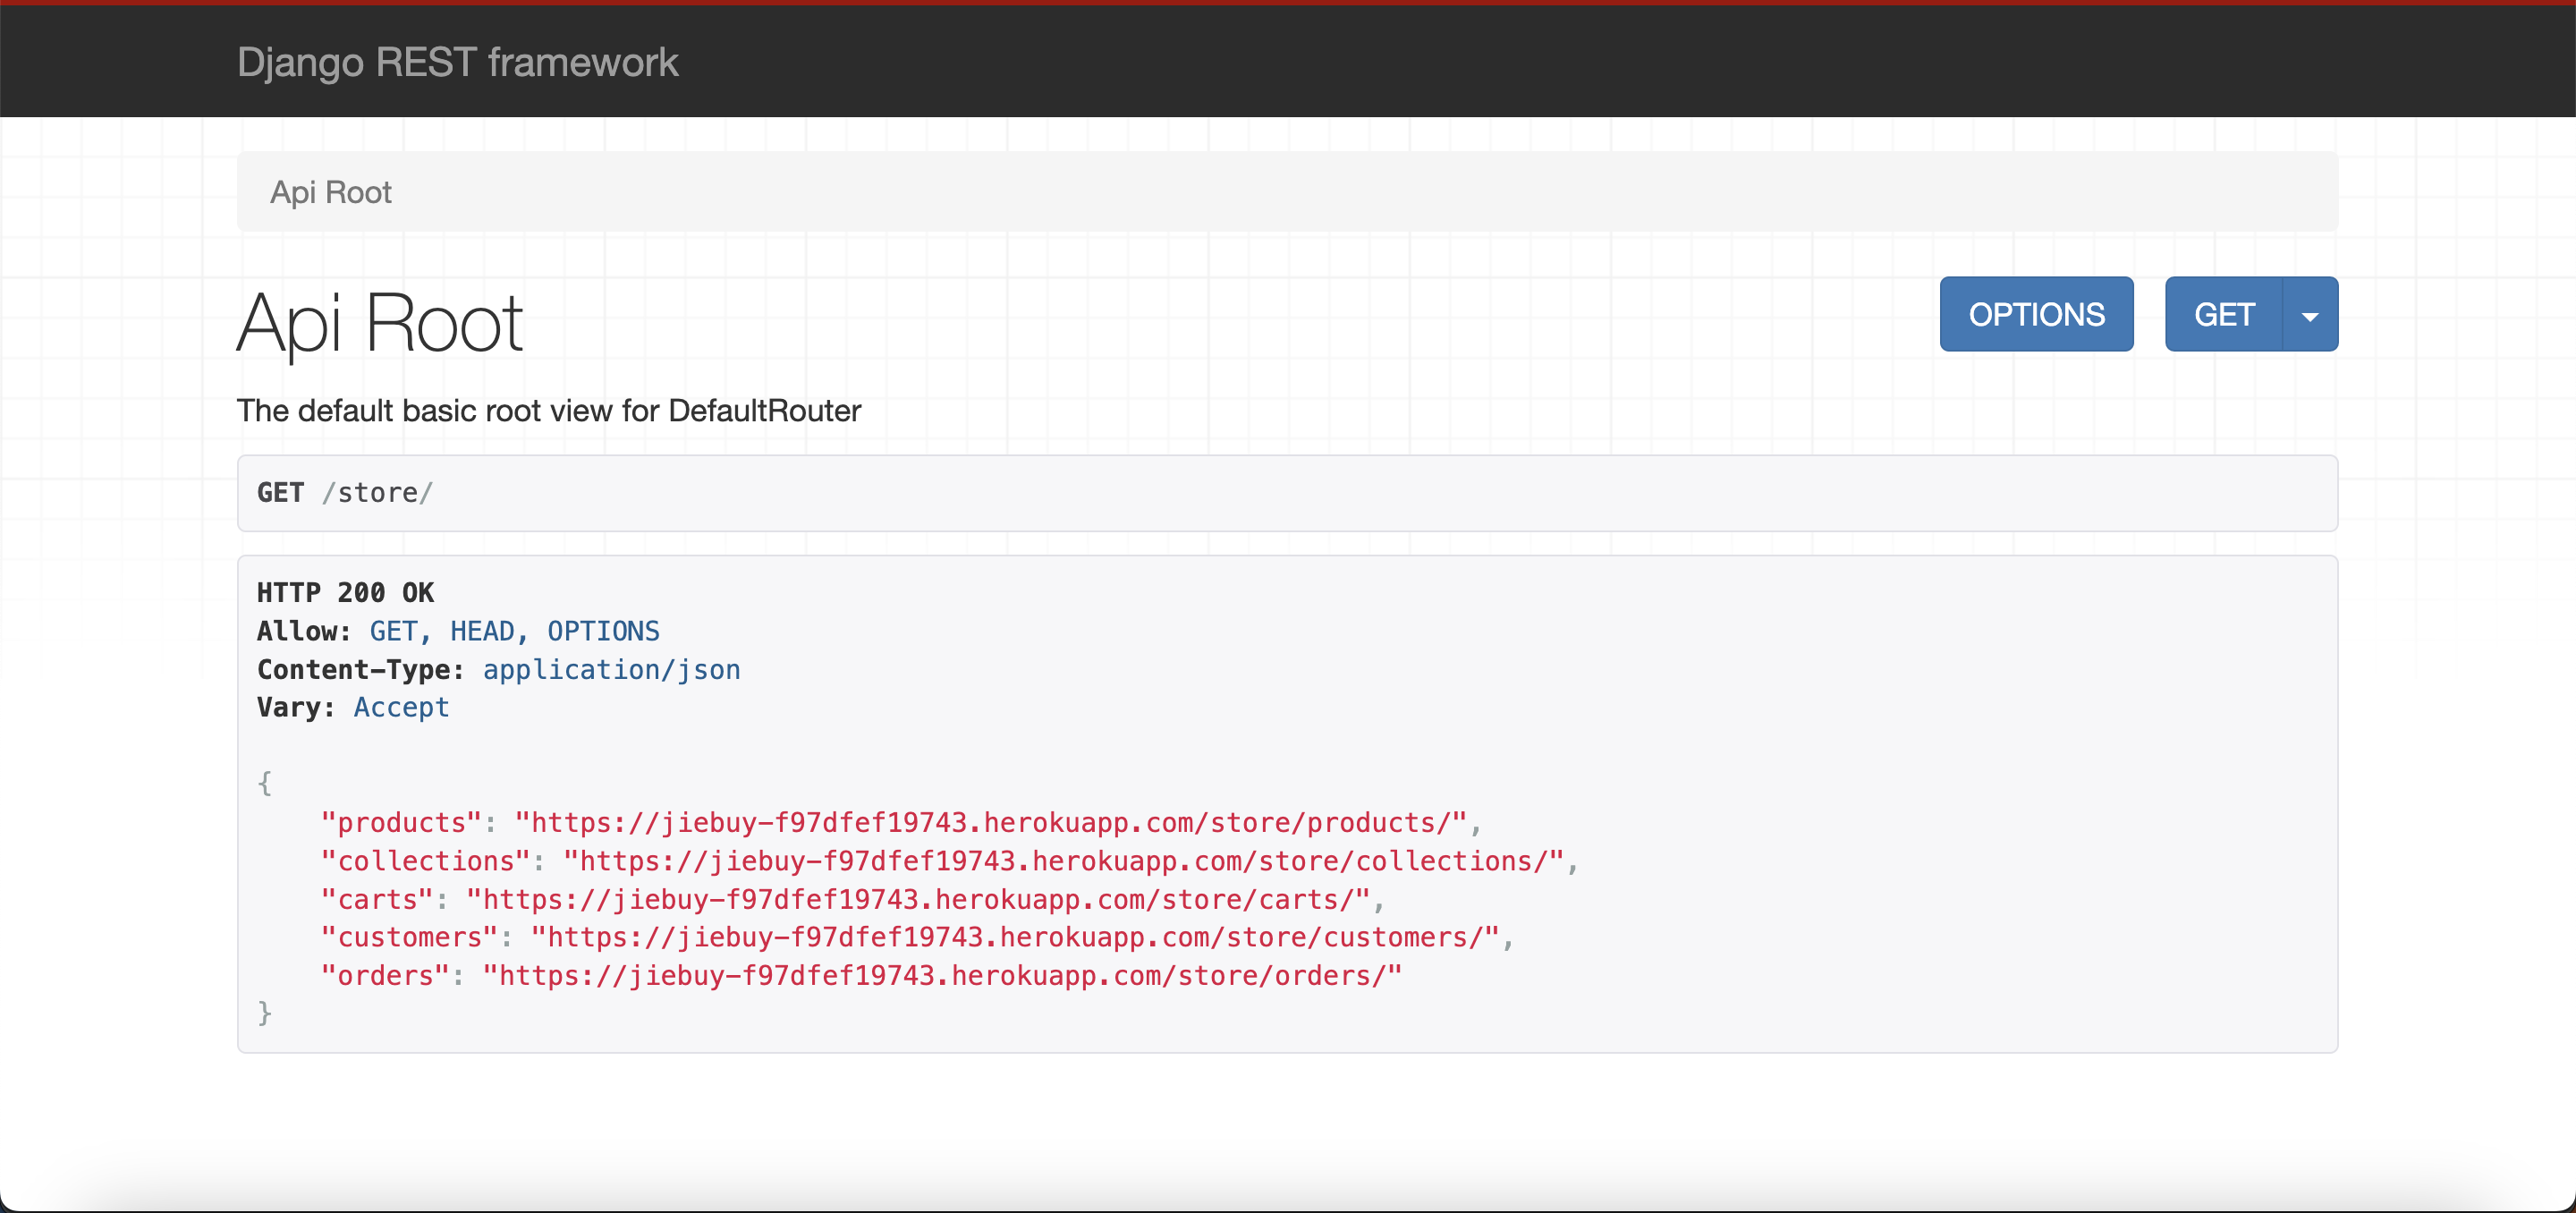 Django REST framework
Api Root
Api Root
OPTIONS
GET
The default basic root view for DefaultRouter
GET /store/
HTTP 200 OK
Allow: GET, HEAD, OPTIONS
Content-Type: application/json
Vary: Accept
{
    "products": "https://jiebuy-f97dfef19743.herokuapp.com/store/products/",
    "collections": "https://jiebuy-f97dfef19743.herokuapp.com/store/collections/",
    "carts": "https://jiebuy-f97dfef19743.herokuapp.com/store/carts/",
    "customers": "https://jiebuy-f97dfef19743.herokuapp.com/store/customers/",
    "orders": "https://jiebuy-f97dfef19743.herokuapp.com/store/orders/"
}